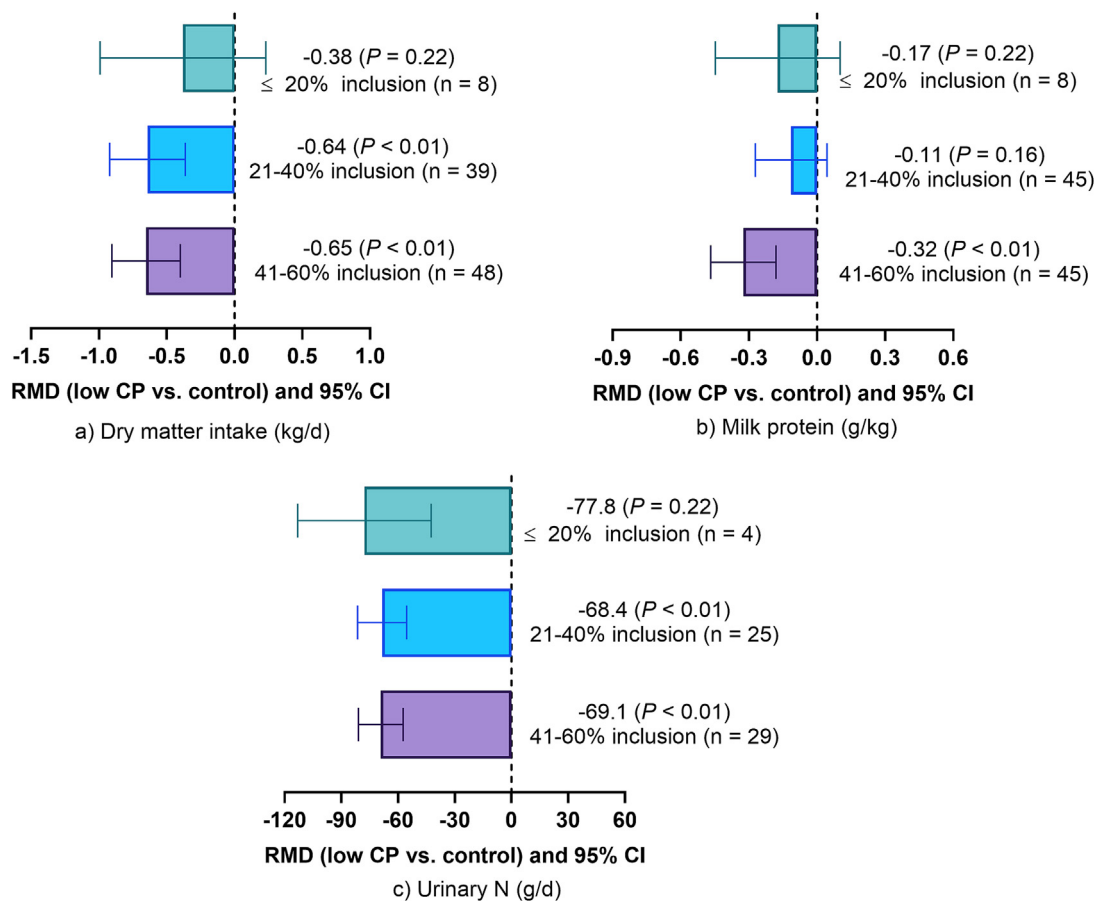 -0.38 (P = 0.22)
≤ 20% inclusion (n = 8)
-0.64 (P < 0.01)
21-40% inclusion (n = 39)
-0.65 (P < 0.01)
41-60% inclusion (n = 48)
-1.5 -1.0 -0.5 0.0 0.5 1.0
RMD (low CP vs. control) and 95% CI
a) Dry matter intake (kg/d)
-0.17 (P = 0.22)
≤ 20% inclusion (n = 8)
-0.11 (P = 0.16)
21-40% inclusion (n = 45)
-0.32 (P < 0.01)
41-60% inclusion (n = 45)
-0.9 -0.6 -0.3 0.0 0.3 0.6
RMD (low CP vs. control) and 95% CI
b) Milk protein (g/kg)
-77.8 (P = 0.22)
≤ 20% inclusion (n = 4)
-68.4 (P < 0.01)
21-40% inclusion (n = 25)
-69.1 (P < 0.01)
41-60% inclusion (n = 29)
-120 -90 -60 -30 0 30 60
RMD (low CP vs. control) and 95% CI
c) Urinary N (g/d)